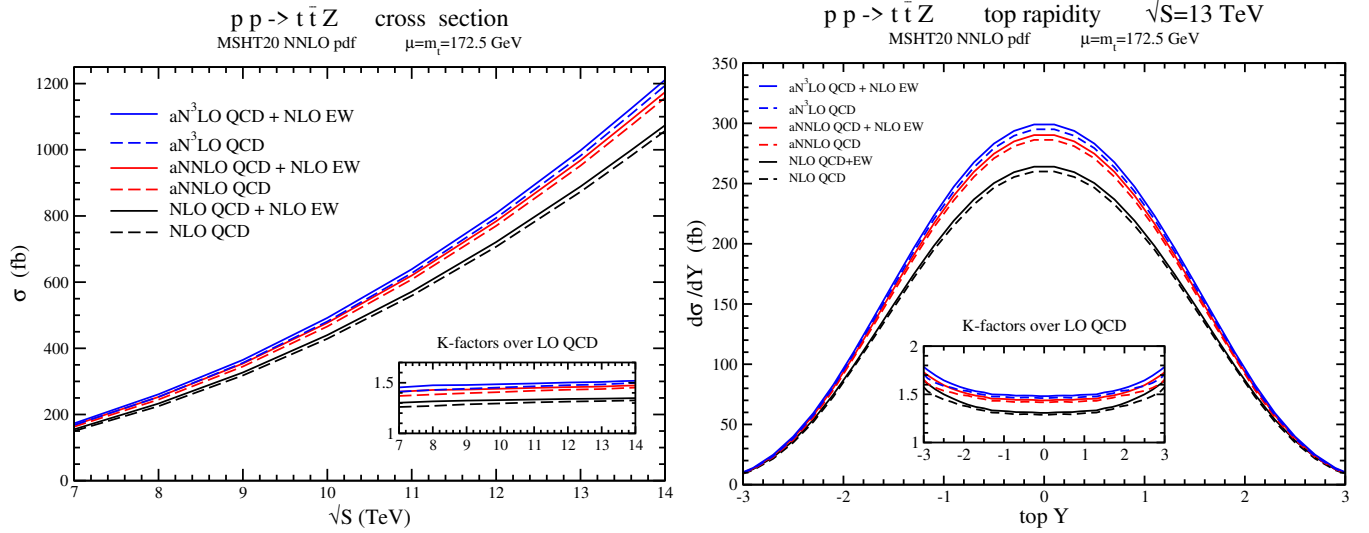 p p -> t t̄ Z cross section
MSHT20 NNLO pdf μ=mₜ=172.5 GeV
1200
1000
800
600
400
200
0
σ (fb)
aN³LO QCD + NLO EW
aN³LO QCD
aNNLO QCD + NLO EW
aNNLO QCD
NLO QCD + NLO EW
NLO QCD
K-factors over LO QCD
1.5
1
7 8 9 10 11 12 13 14
7 8 9 10 11 12 13 14
√S (TeV)
p p -> t t̄ Z top rapidity √S=13 TeV
MSHT20 NNLO pdf μ=mₜ=172.5 GeV
350
300
250
200
150
100
50
0
dσ/dY (fb)
aN³LO QCD + NLO EW
aN³LO QCD
aNNLO QCD + NLO EW
aNNLO QCD
NLO QCD+EW
NLO QCD
K-factors over LO QCD
2
1.5
1
-3 -2 -1 0 1 2 3
-3 -2 -1 0 1 2 3
top Y